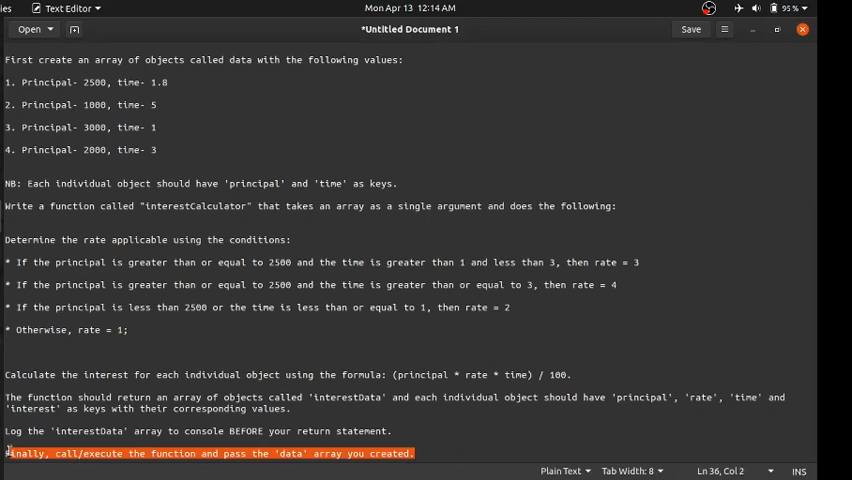 ies Text Editor Mon Apr 13 12:14 AM 95 %
Open *Untitled Document 1 Save
First create an array of objects called data with the following values:
1. Principal- 2500, time- 1.8
2. Principal- 1000, time- 5
3. Principal- 3000, time- 1
4. Principal- 2000, time- 3
NB: Each individual object should have 'principal' and 'time' as keys.
Write a function called "interestCalculator" that takes an array as a single argument and does the following:
Determine the rate applicable using the conditions:
* If the principal is greater than or equal to 2500 and the time is greater than 1 and less than 3, then rate = 3
* If the principal is greater than or equal to 2500 and the time is greater than or equal to 3, then rate = 4
* If the principal is less than 2500 or the time is less than or equal to 1, then rate = 2
* Otherwise, rate = 1;
Calculate the interest for each individual object using the formula: (principal * rate * time) / 100.
The function should return an array of objects called 'interestData' and each individual object should have 'principal', 'rate', 'time' and
'interest' as keys with their corresponding values.
Log the 'interestData' array to console BEFORE your return statement.
Finally, call/execute the function and pass the 'data' array you created.
Plain Text Tab Width: 8 Ln 36, Col 2 INS